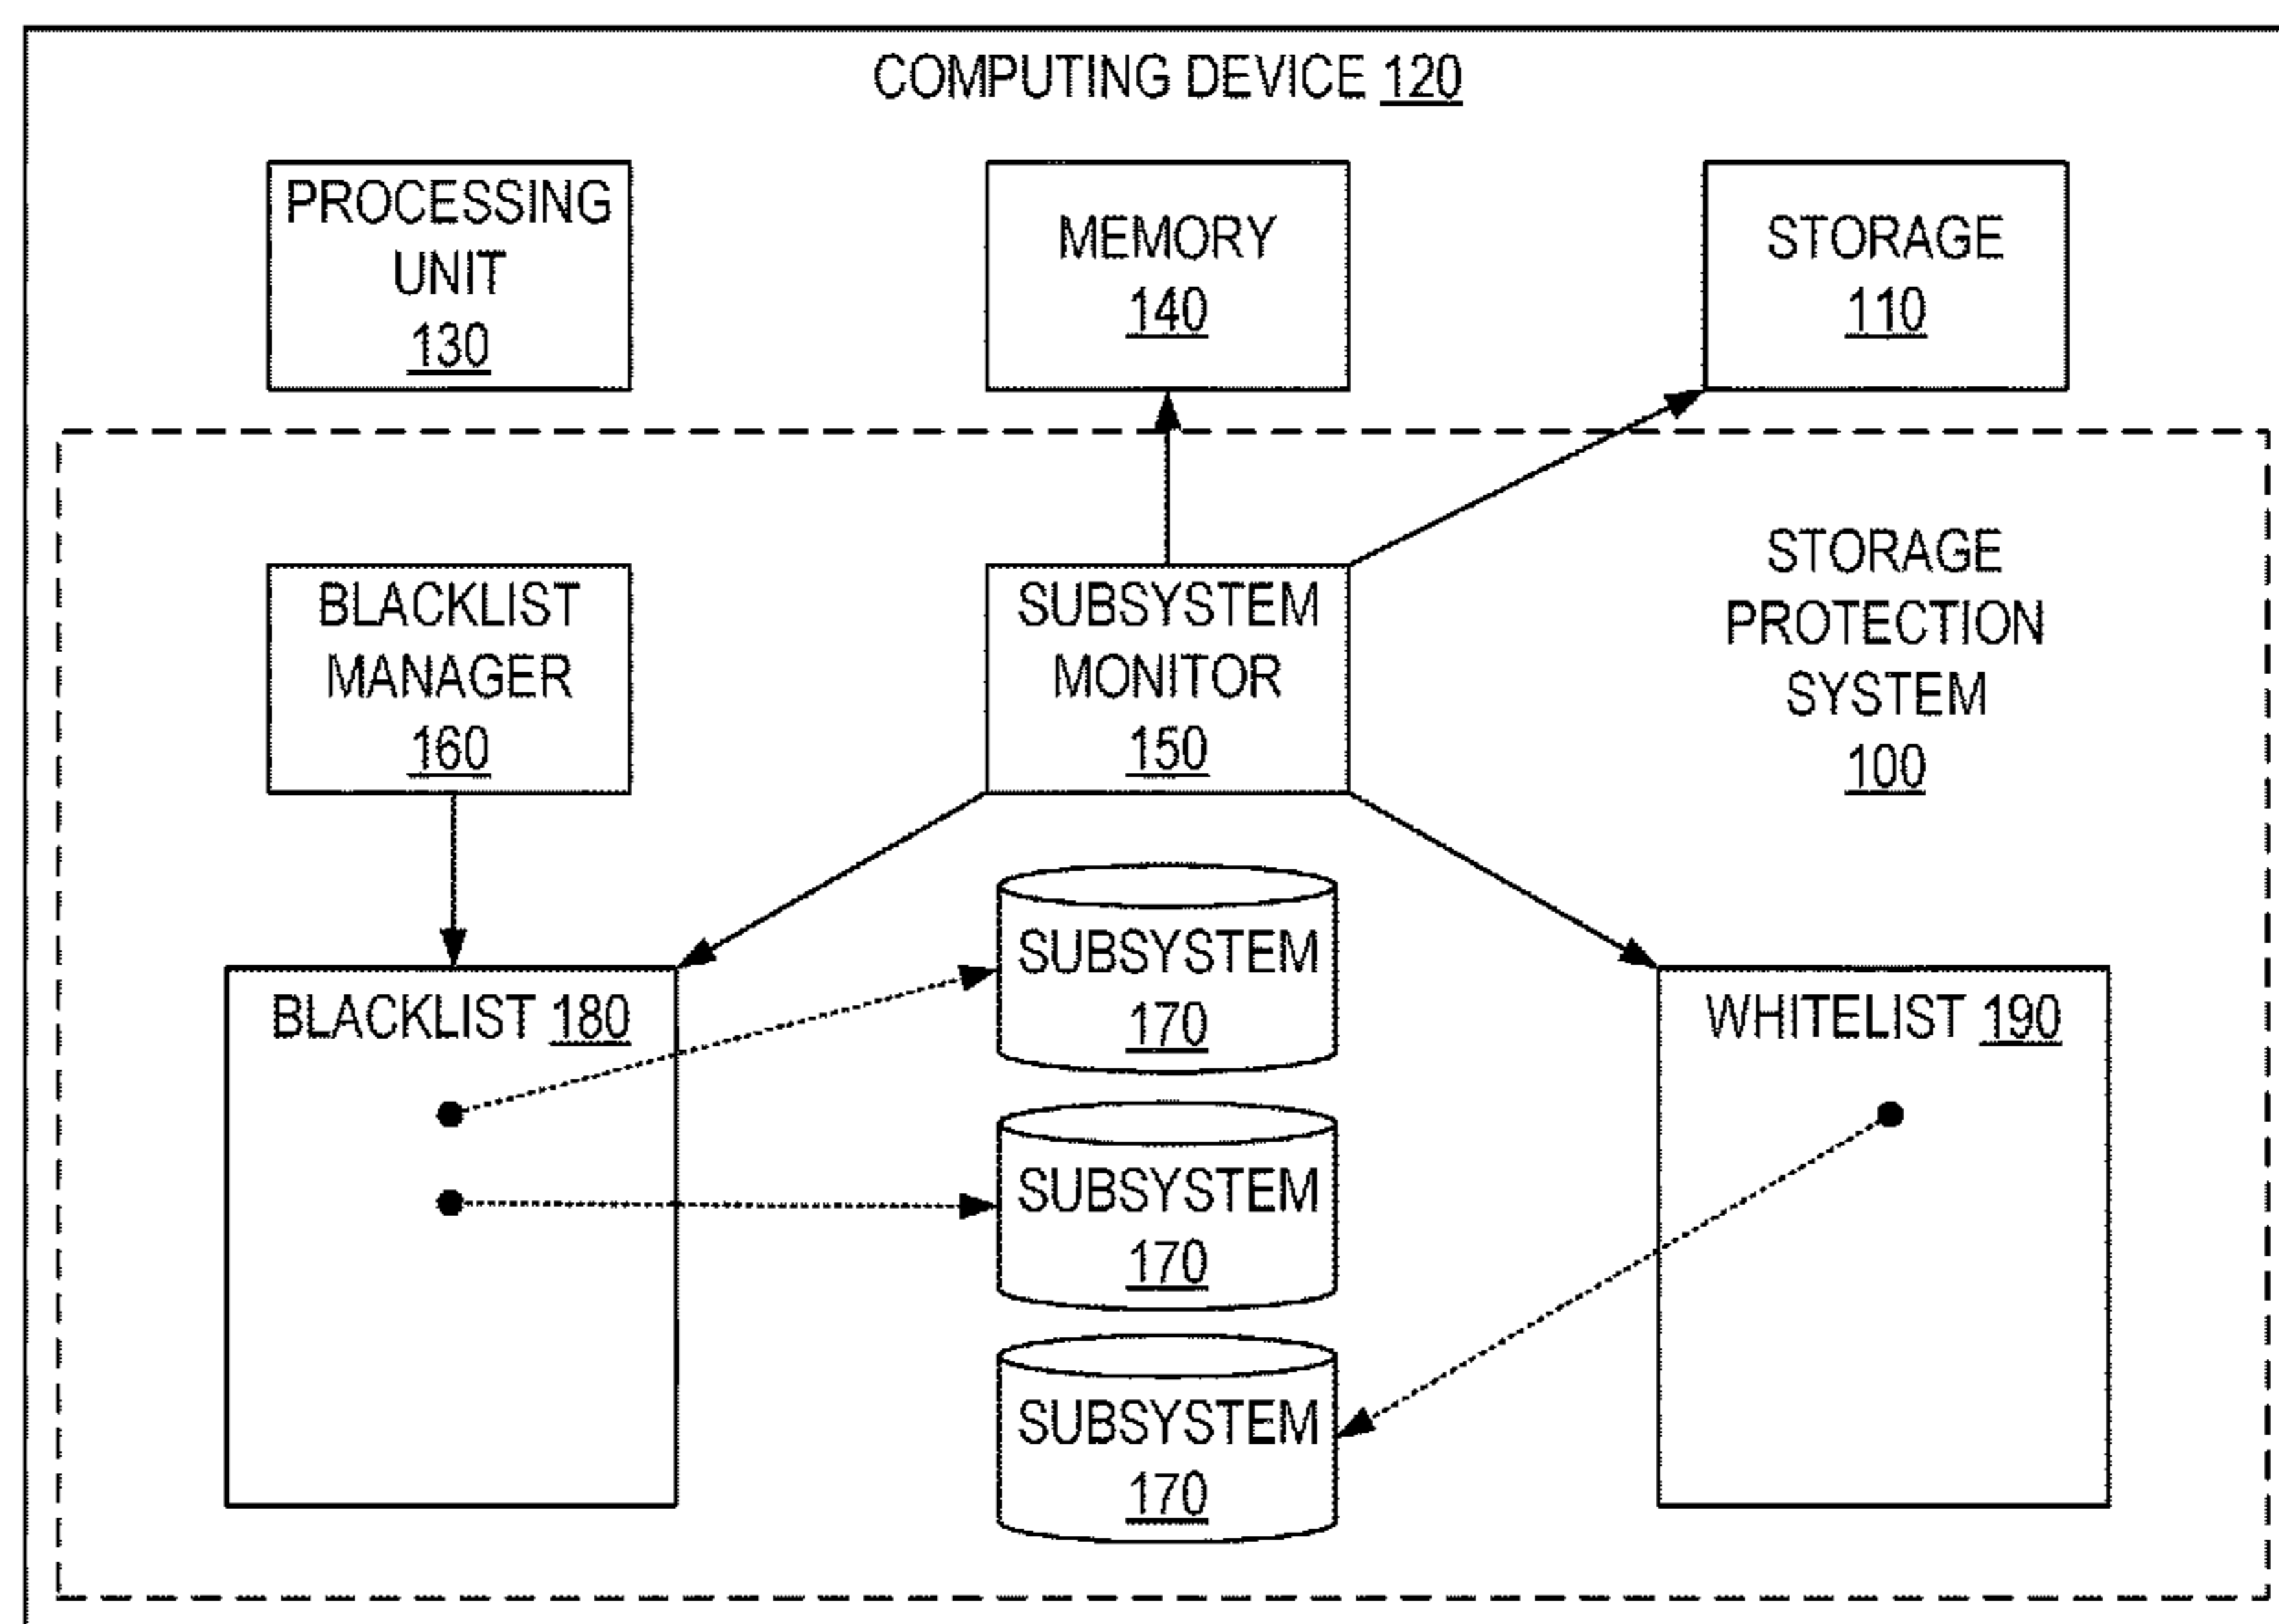 COMPUTING DEVICE 120
PROCESSING
UNIT
130
MEMORY
140
STORAGE
110
BLACKLIST
MANAGER
160
SUBSYSTEM
MONITOR
150
STORAGE
PROTECTION
SYSTEM
100
BLACKLIST 180
SUBSYSTEM
170
WHITELIST 190
SUBSYSTEM
170
SUBSYSTEM
170